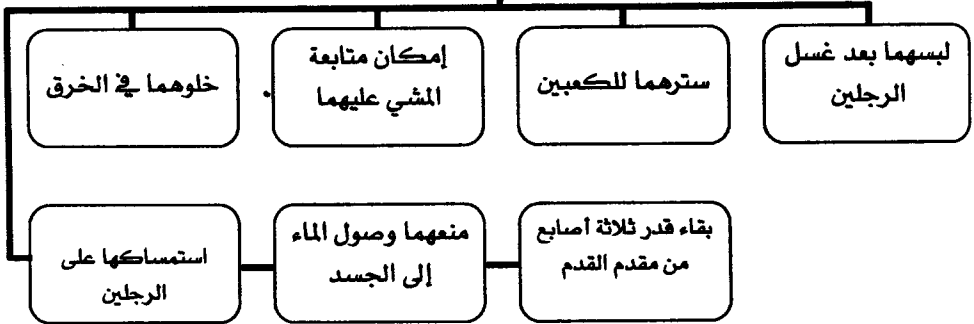 لبسهما بعد غسل
الرجلين
سترهما للكعبين
إمكان متابعة
المشي عليهما
خلوهما في الخرق
استمساكها على
الرجلين
منعهما وصول الماء
إلى الجسد
بقاء قدر ثلاثة أصابع
من مقدم القدم